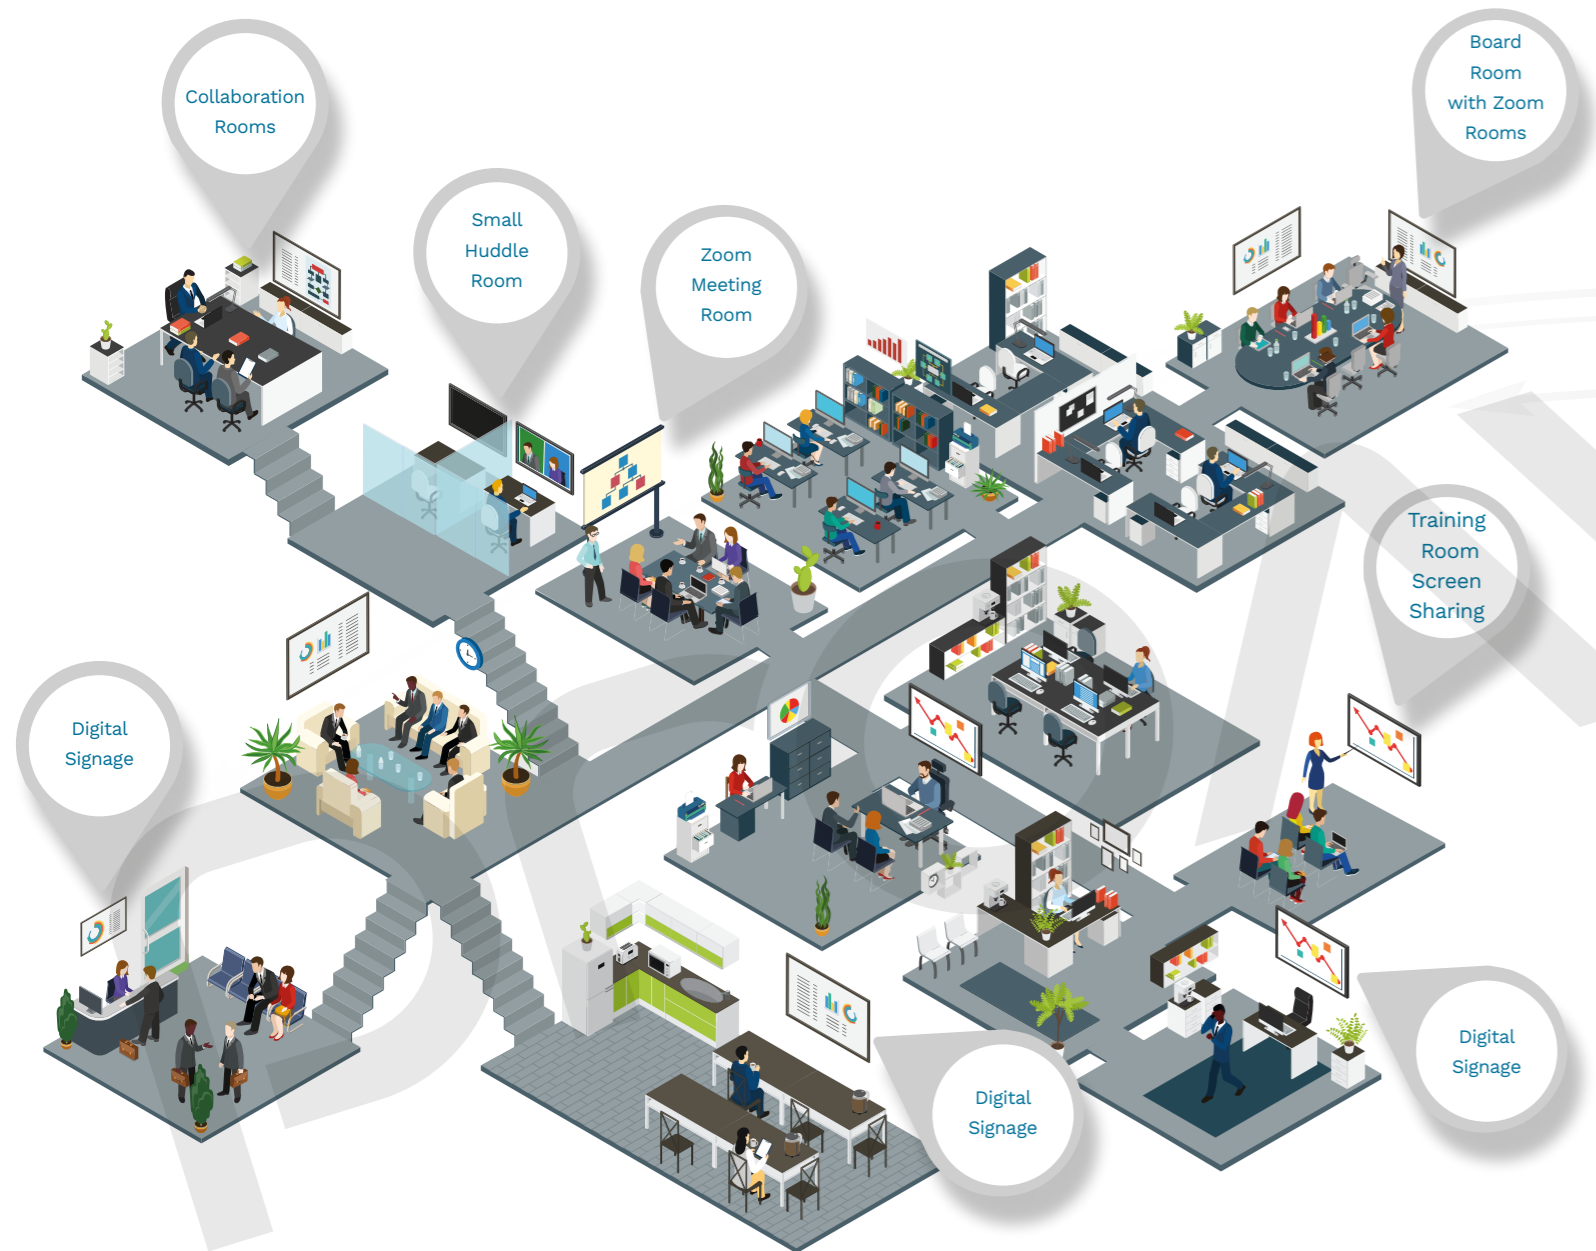 Collaboration
Rooms
Board
Room
with Zoom
Rooms
Small
Huddle
Room
Zoom
Meeting
Room
Training
Room
Screen
Sharing
Digital
Signage
Digital
Signage
Digital
Signage